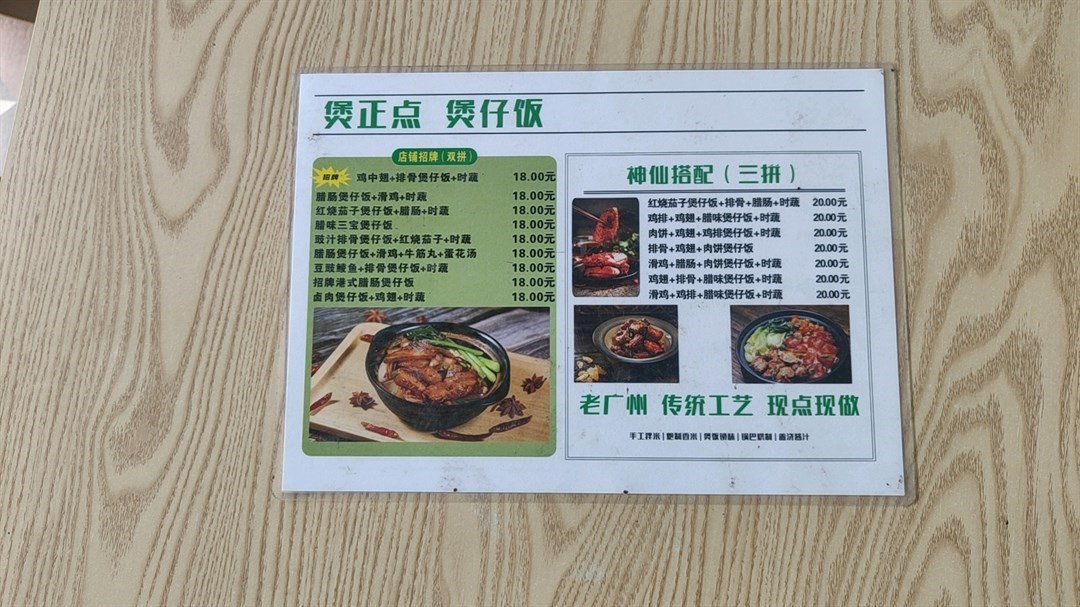 煲正点 煲仔饭
店铺招牌（双拼）
招牌 鸡中翅+排骨煲仔饭+时蔬 18.00元
腊肠煲仔饭+滑鸡+时蔬 18.00元
红烧茄子煲仔饭+腊肠+时蔬 18.00元
腊味三宝煲仔饭 18.00元
豉汁排骨煲仔饭+红烧茄子+时蔬 18.00元
腊肠煲仔饭+滑鸡+牛筋丸+蛋花汤 18.00元
豆豉鲮鱼+排骨煲仔饭+时蔬 18.00元
招牌港式腊肠煲仔饭 18.00元
卤肉煲仔饭+鸡翅+时蔬 18.00元
神仙搭配（三拼）
红烧茄子煲仔饭+排骨+腊肠+时蔬 20.00元
鸡排+鸡翅+腊味煲仔饭+时蔬 20.00元
肉饼+鸡翅+鸡排煲仔饭+时蔬 20.00元
排骨+鸡翅+肉饼煲仔饭 20.00元
滑鸡+腊肠+肉饼煲仔饭+时蔬 20.00元
鸡翅+排骨+腊味煲仔饭+时蔬 20.00元
滑鸡+鸡排+腊味煲仔饭+时蔬 20.00元
老广州 传统工艺 现点现做